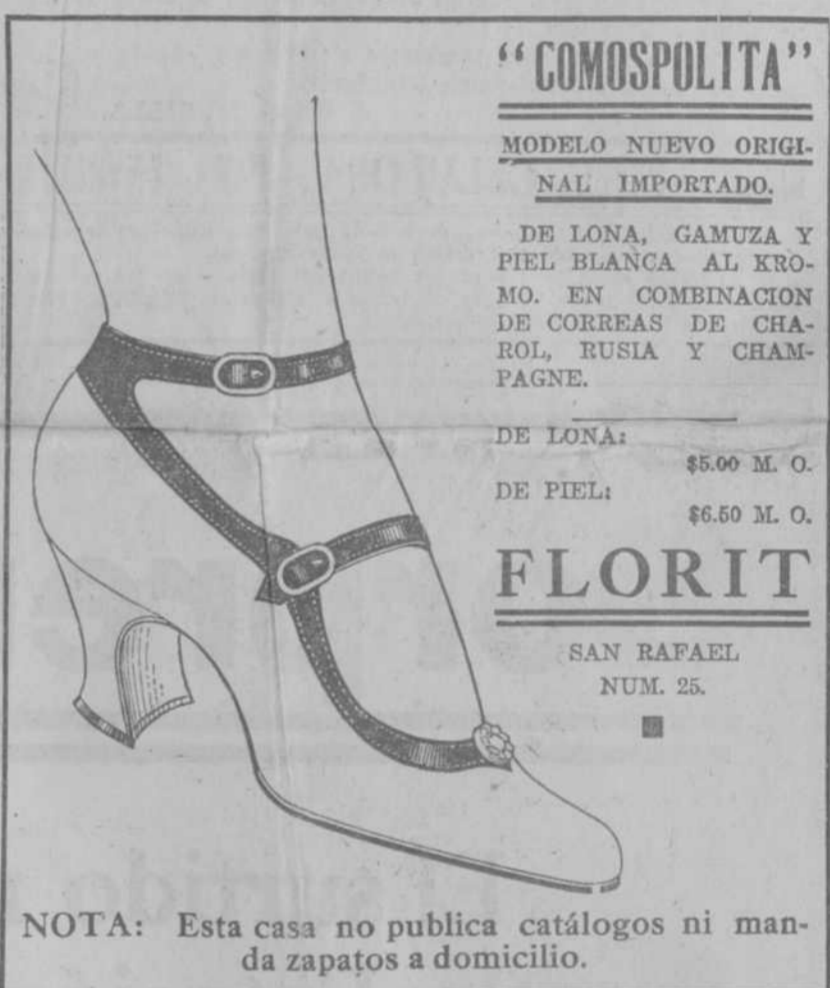 “COMOSPOLITA”
MODELO NUEVO ORIGI-
NAL IMPORTADO.
DE LONA, GAMUZA Y
PIEL BLANCA AL KRO-
MO. EN COMBINACION
DE CORREAS DE CHA-
ROL, RUSIA Y CHAM-
PAGNE.
DE LONA:
$5.00 M. O.
DE PIEL:
$6.50 M. O.
FLORIT
SAN RAFAEL
NUM. 25.
NOTA: Esta casa no publica catálogos ni man-
da zapatos a domicilio.